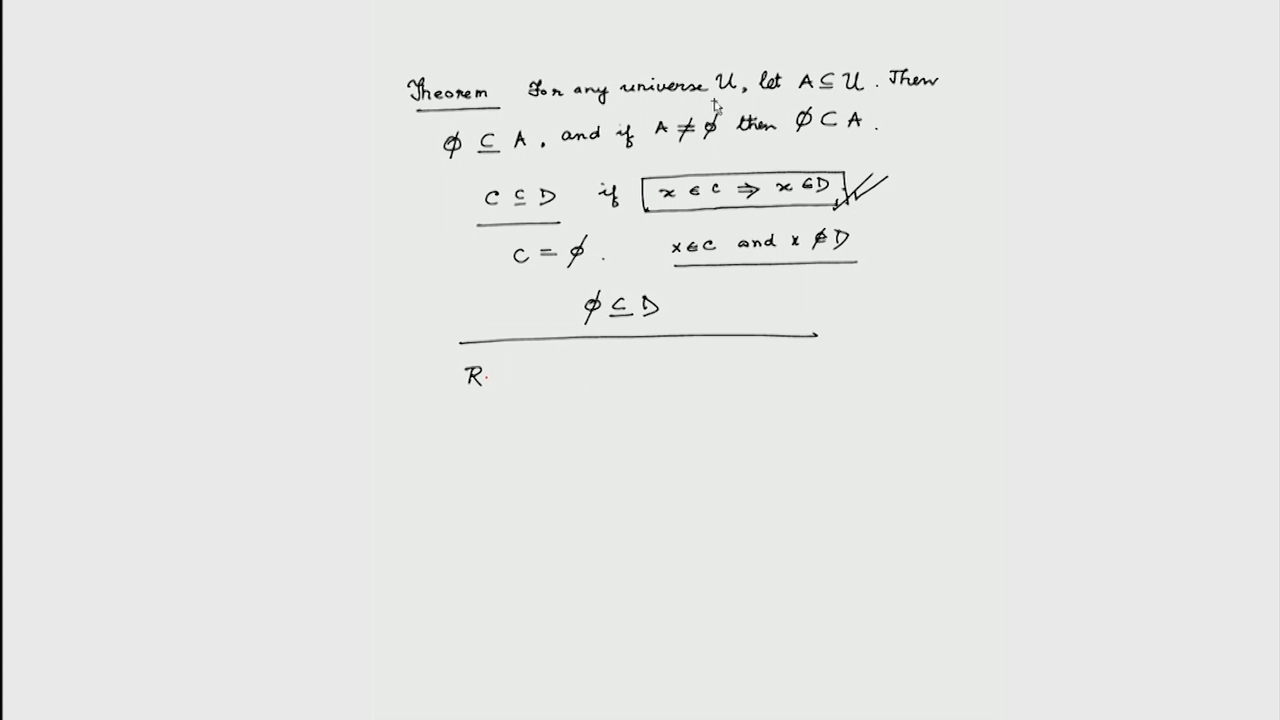 Theorem For any universe U, let A ⊆ U. Then
φ ⊆ A, and if A ≠ φ then φ ⊂ A.
C ⊆ D if x ∈ C ⇒ x ∈ D.
C = φ. x ∈ C and x ∉ D
φ ⊆ D
R